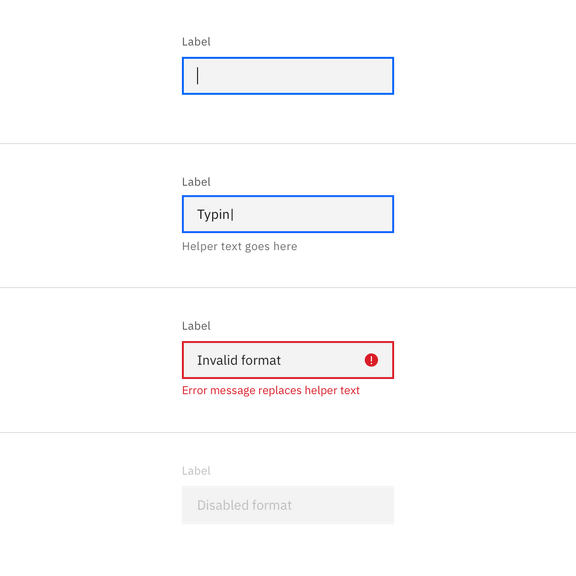 Label
Label
Typin
Helper text goes here
Label
Invalid format
Error message replaces helper text
Label
Disabled format